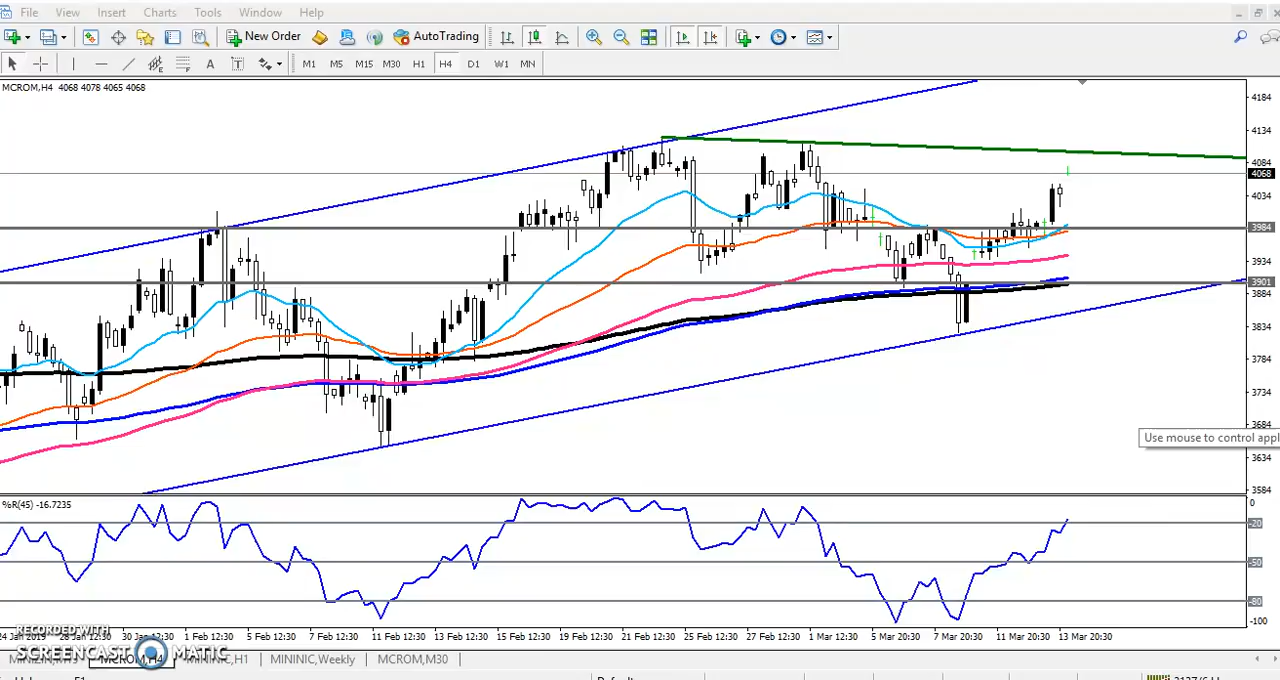 File View Insert Charts Tools Window Help
New Order AutoTrading
A T M1 M5 M15 M30 H1 H4 D1 W1 MN
MCROM,H4 4068 4078 4065 4068
4184
4134
4084
4068
4034
3984
3934
3901
3884
3834
3784
3734
3684
Use mouse to control appl
3634
3584
%R(45) -16.7235
0
-20
-50
-80
-100
24 Jan 2019 28 Jan 12:30 30 Jan 12:30 1 Feb 12:30 5 Feb 12:30 7 Feb 12:30 11 Feb 12:30 13 Feb 12:30 15 Feb 12:30 19 Feb 12:30 21 Feb 12:30 25 Feb 12:30 27 Feb 12:30 1 Mar 12:30 5 Mar 20:30 7 Mar 20:30 11 Mar 20:30 13 Mar 20:30
RECORDED WITH
SCREENCAST MATIC
MCROM,H4 MININIC,H1 MININIC,Weekly MCROM,M30